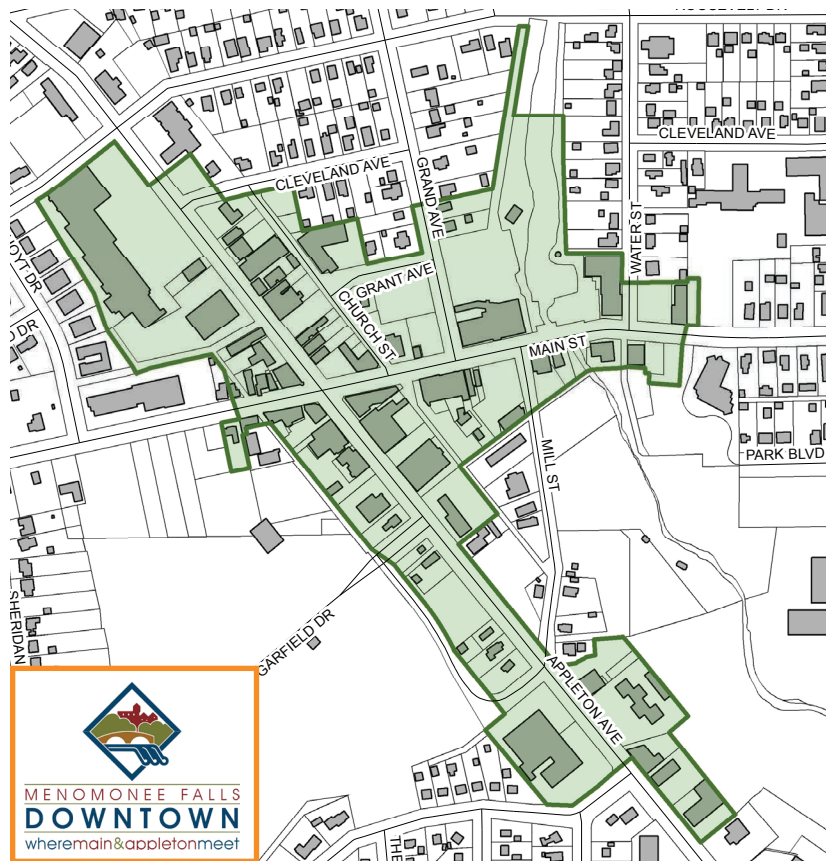 CLEVELAND AVE
CLEVELAND AVE
GRAND AVE
WATER ST
GRANT AVE
CHURCH ST
MAIN ST
MILL ST
PARK BLVD
SHERIDAN
GARFIELD DR
APPLETON AVE
MENOMONEE FALLS
DOWNTOWN
wheremain&appletonmeet